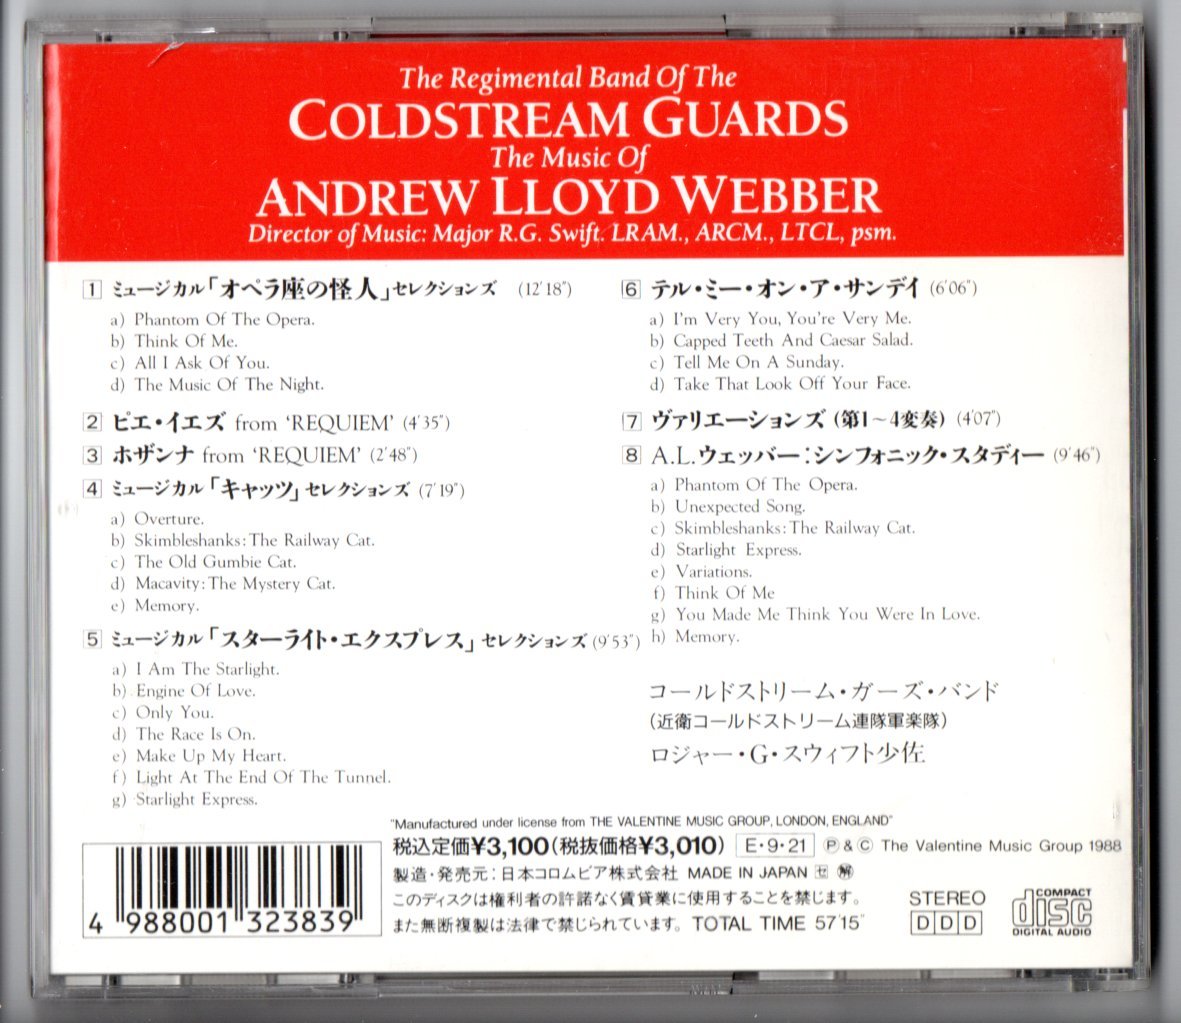 The Regimental Band Of The
COLDSTREAM GUARDS
The Music Of
ANDREW LLOYD WEBBER
Director of Music: Major R.G. Swift. LRAM., ARCM., LTCL, psm.
1 ミュージカル「オペラ座の怪人」セレクションズ (12'18")
a) Phantom Of The Opera.
b) Think Of Me.
c) All I Ask Of You.
d) The Music Of The Night.
2 ピエ・イエズ from 'REQUIEM' (4'35")
3 ホザンナ from 'REQUIEM' (2'48")
4 ミュージカル「キャッツ」セレクションズ (7'19")
a) Overture.
b) Skimbleshanks: The Railway Cat.
c) The Old Gumbie Cat.
d) Macavity: The Mystery Cat.
e) Memory.
5 ミュージカル「スターライト・エクスプレス」セレクションズ (9'53")
a) I Am The Starlight.
b) Engine Of Love.
c) Only You.
d) The Race Is On.
e) Make Up My Heart.
f) Light At The End Of The Tunnel.
g) Starlight Express.
6 テル・ミー・オン・ア・サンデイ (6'06")
a) I'm Very You, You're Very Me.
b) Capped Teeth And Caesar Salad.
c) Tell Me On A Sunday.
d) Take That Look Off Your Face.
7 ヴァリエーションズ (第1〜4変奏) (4'07")
8 A.L.ウェッバー:シンフォニック・スタディー (9'46")
a) Phantom Of The Opera.
b) Unexpected Song.
c) Skimbleshanks: The Railway Cat.
d) Starlight Express.
e) Variations.
f) Think Of Me
g) You Made Me Think You Were In Love.
h) Memory.
コールドストリーム・ガーズ・バンド
(近衛コールドストリーム連隊軍楽隊)
ロジャー・G・スウィフト少佐
"Manufactured under license from THE VALENTINE MUSIC GROUP, LONDON, ENGLAND"
税込定価¥3,100(税抜価格¥3,010) E・9・21 Ⓟ & © The Valentine Music Group 1988
製造・発売元:日本コロムビア株式会社 MADE IN JAPAN セ 解
このディスクは権利者の許諾なく賃貸業に使用することを禁じます。
また無断複製は法律で禁じられています。 TOTAL TIME 57'15"
4 988001 323839
STEREO
DDD
COMPACT
disc
DIGITAL AUDIO